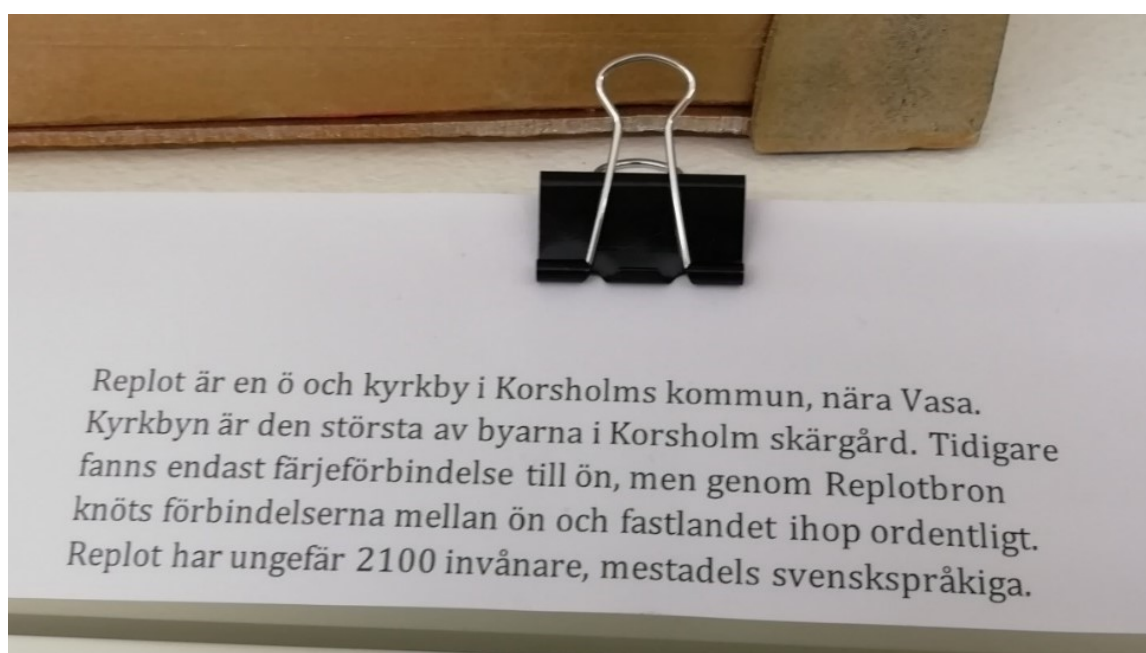 Replot är en ö och kyrkby i Korsholms kommun, nära Vasa.
Kyrkbyn är den största av byarna i Korsholm skärgård. Tidigare
fanns endast färjeförbindelse till ön, men genom Replotbron
knöts förbindelserna mellan ön och fastlandet ihop ordentligt.
Replot har ungefär 2100 invånare, mestadels svenskspråkiga.